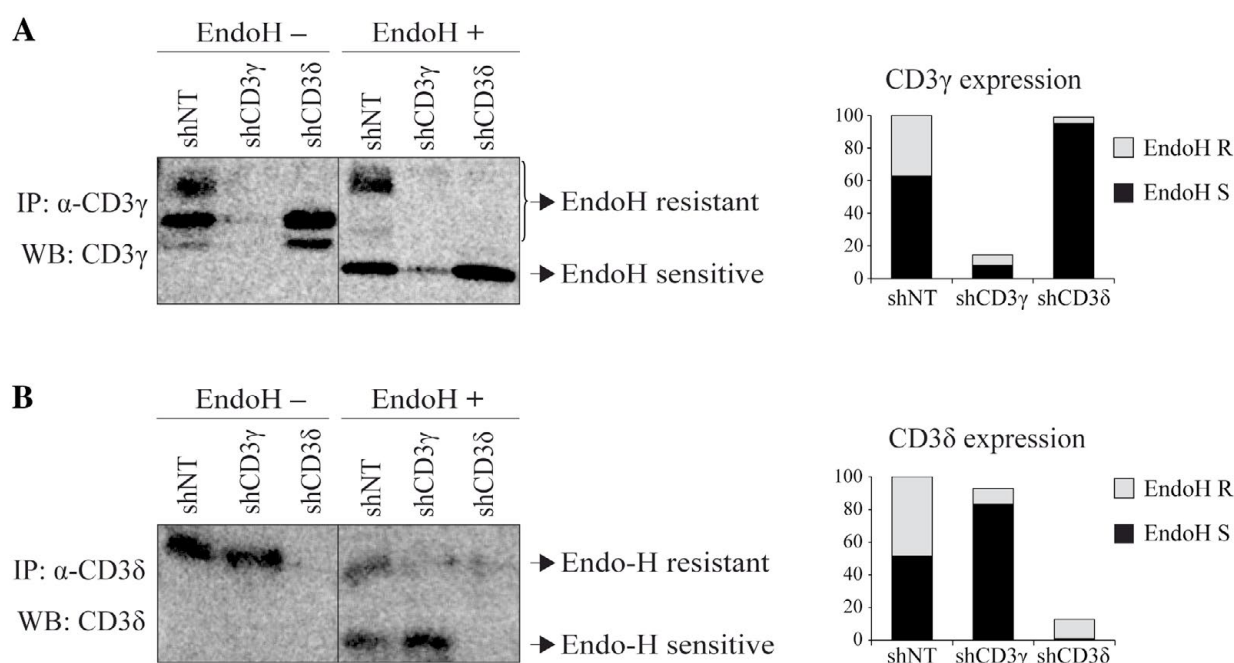 A
EndoH – EndoH +
shNT shCD3γ shCD3δ shNT shCD3γ shCD3δ
IP: α-CD3γ
WB: CD3γ
EndoH resistant
EndoH sensitive
CD3γ expression
100
80
60
40
20
0
shNT shCD3γ shCD3δ
EndoH R
EndoH S
B
EndoH – EndoH +
shNT shCD3γ shCD3δ shNT shCD3γ shCD3δ
IP: α-CD3δ
WB: CD3δ
Endo-H resistant
Endo-H sensitive
CD3δ expression
100
80
60
40
20
0
shNT shCD3γ shCD3δ
EndoH R
EndoH S